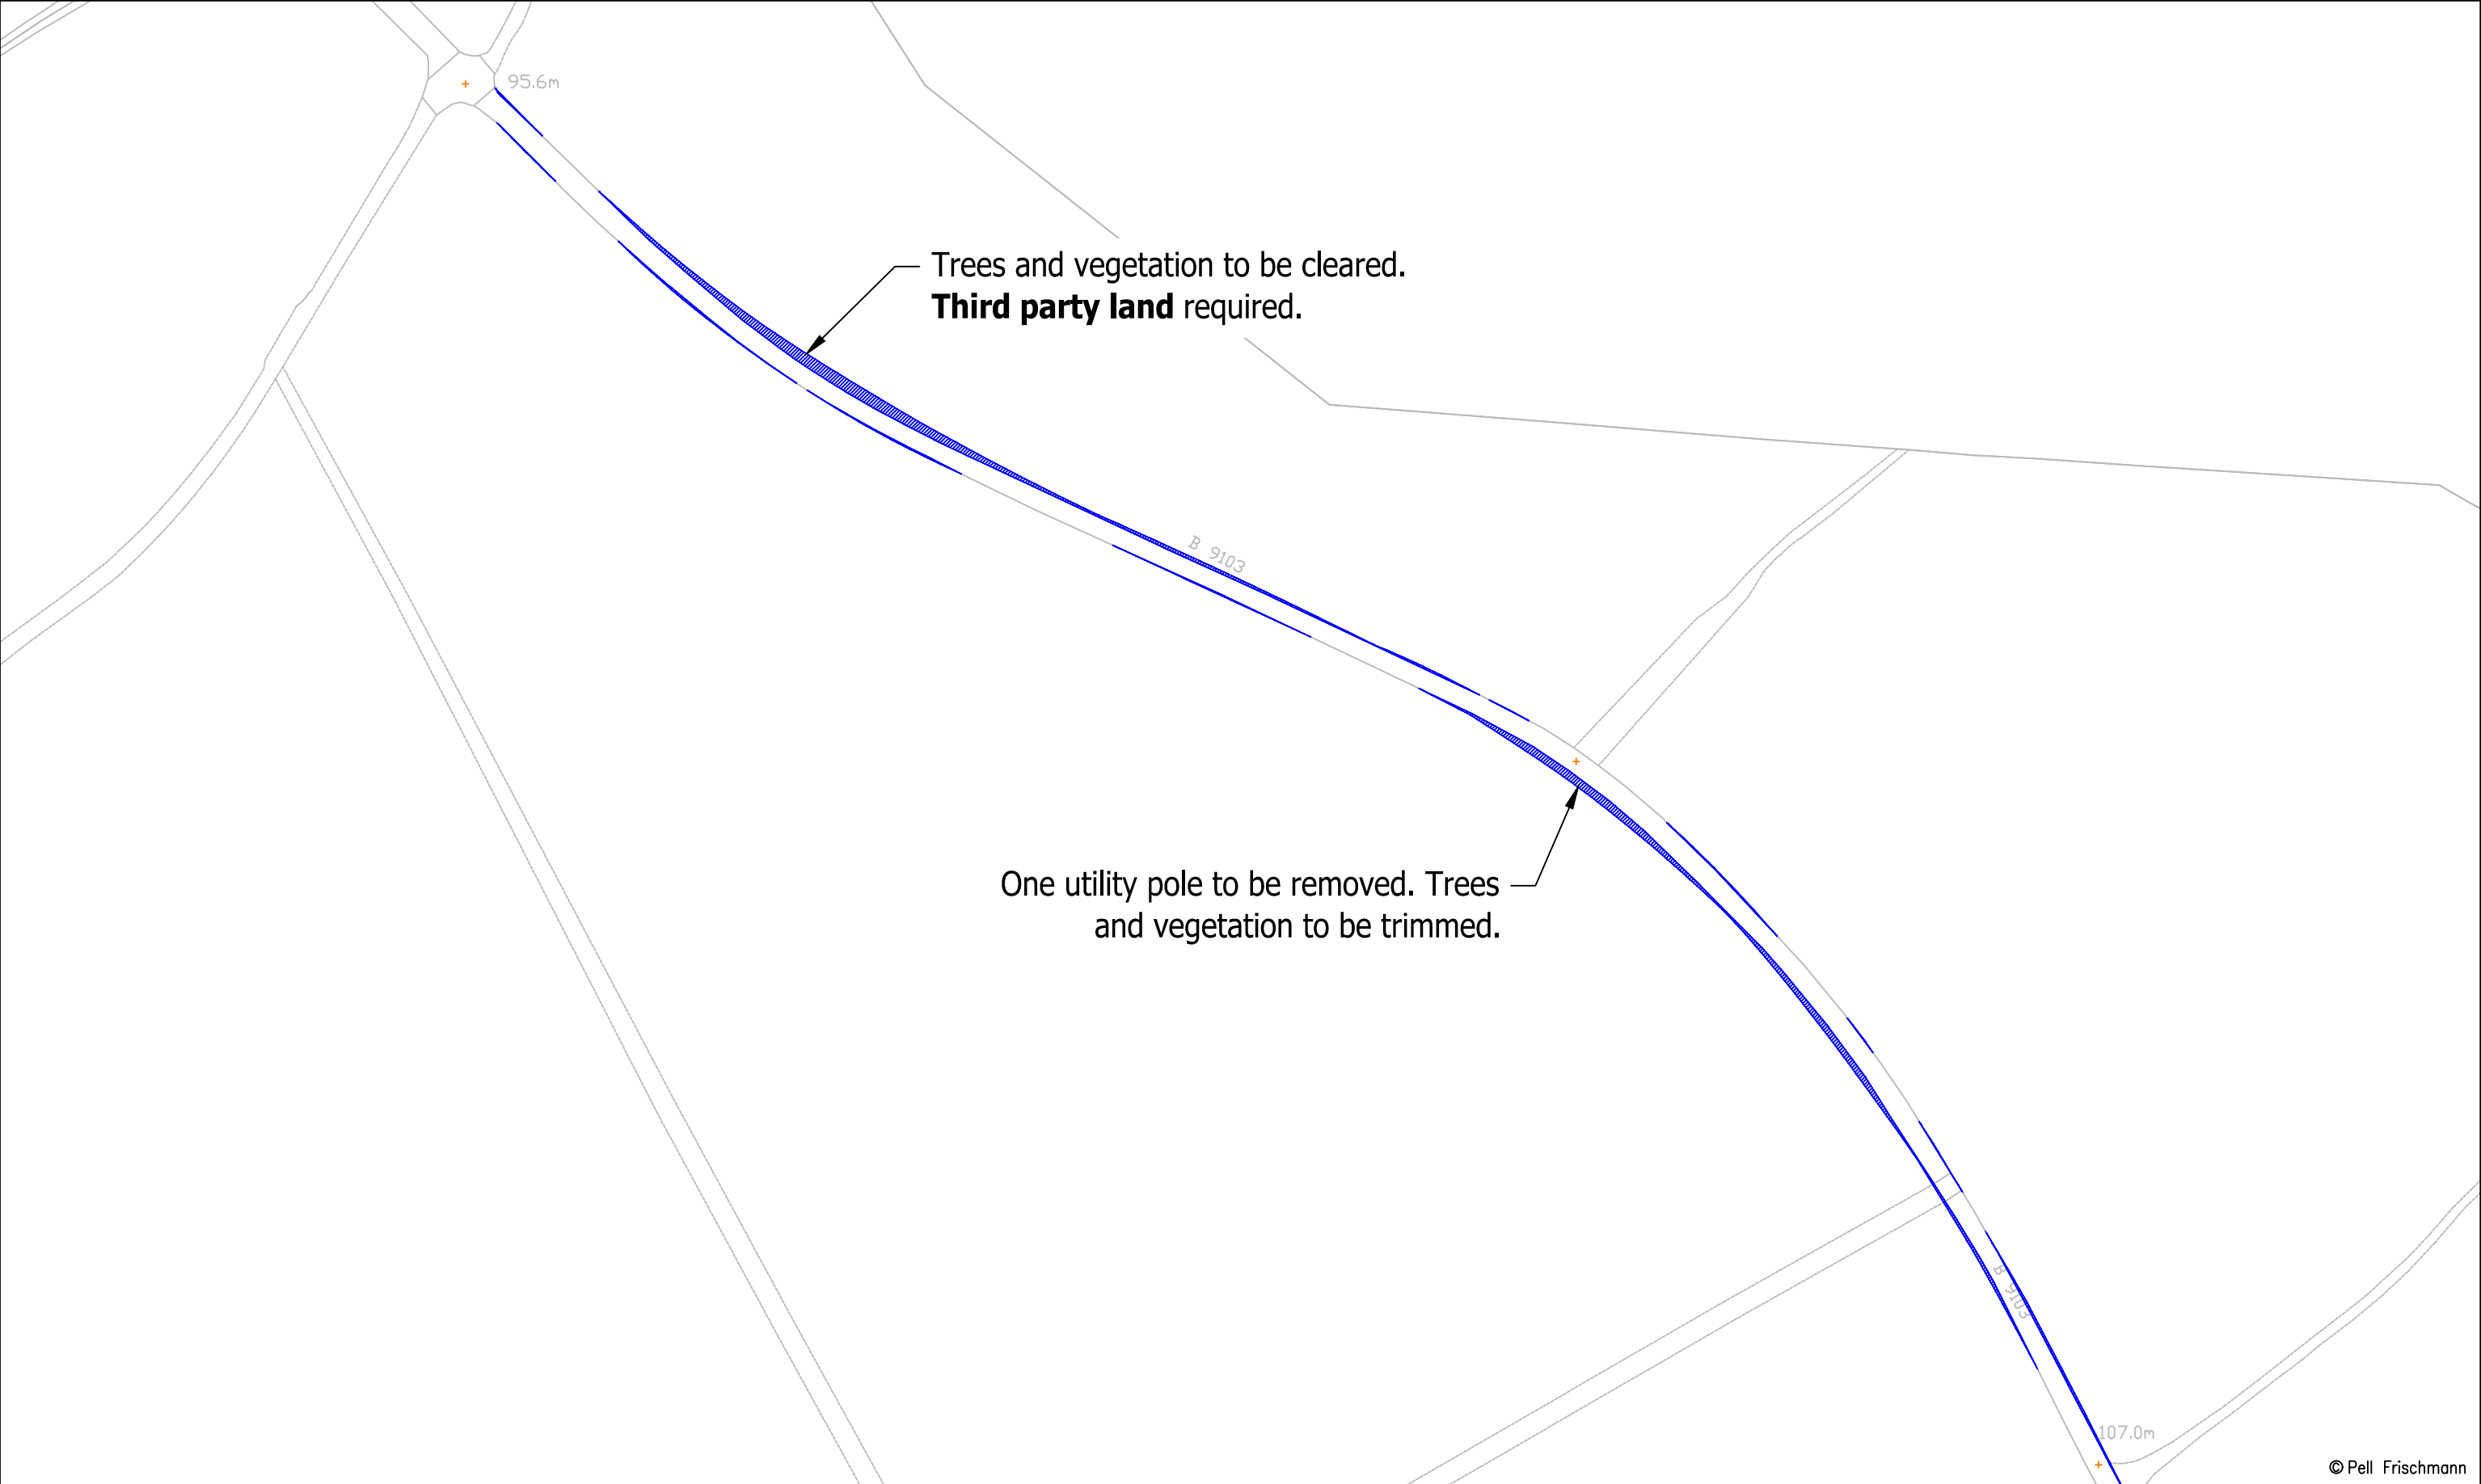 95.6m
Trees and vegetation to be cleared.
Third party land required.
B 9103
One utility pole to be removed. Trees
and vegetation to be trimmed.
B 9103
107.0m
© Pell Frischmann